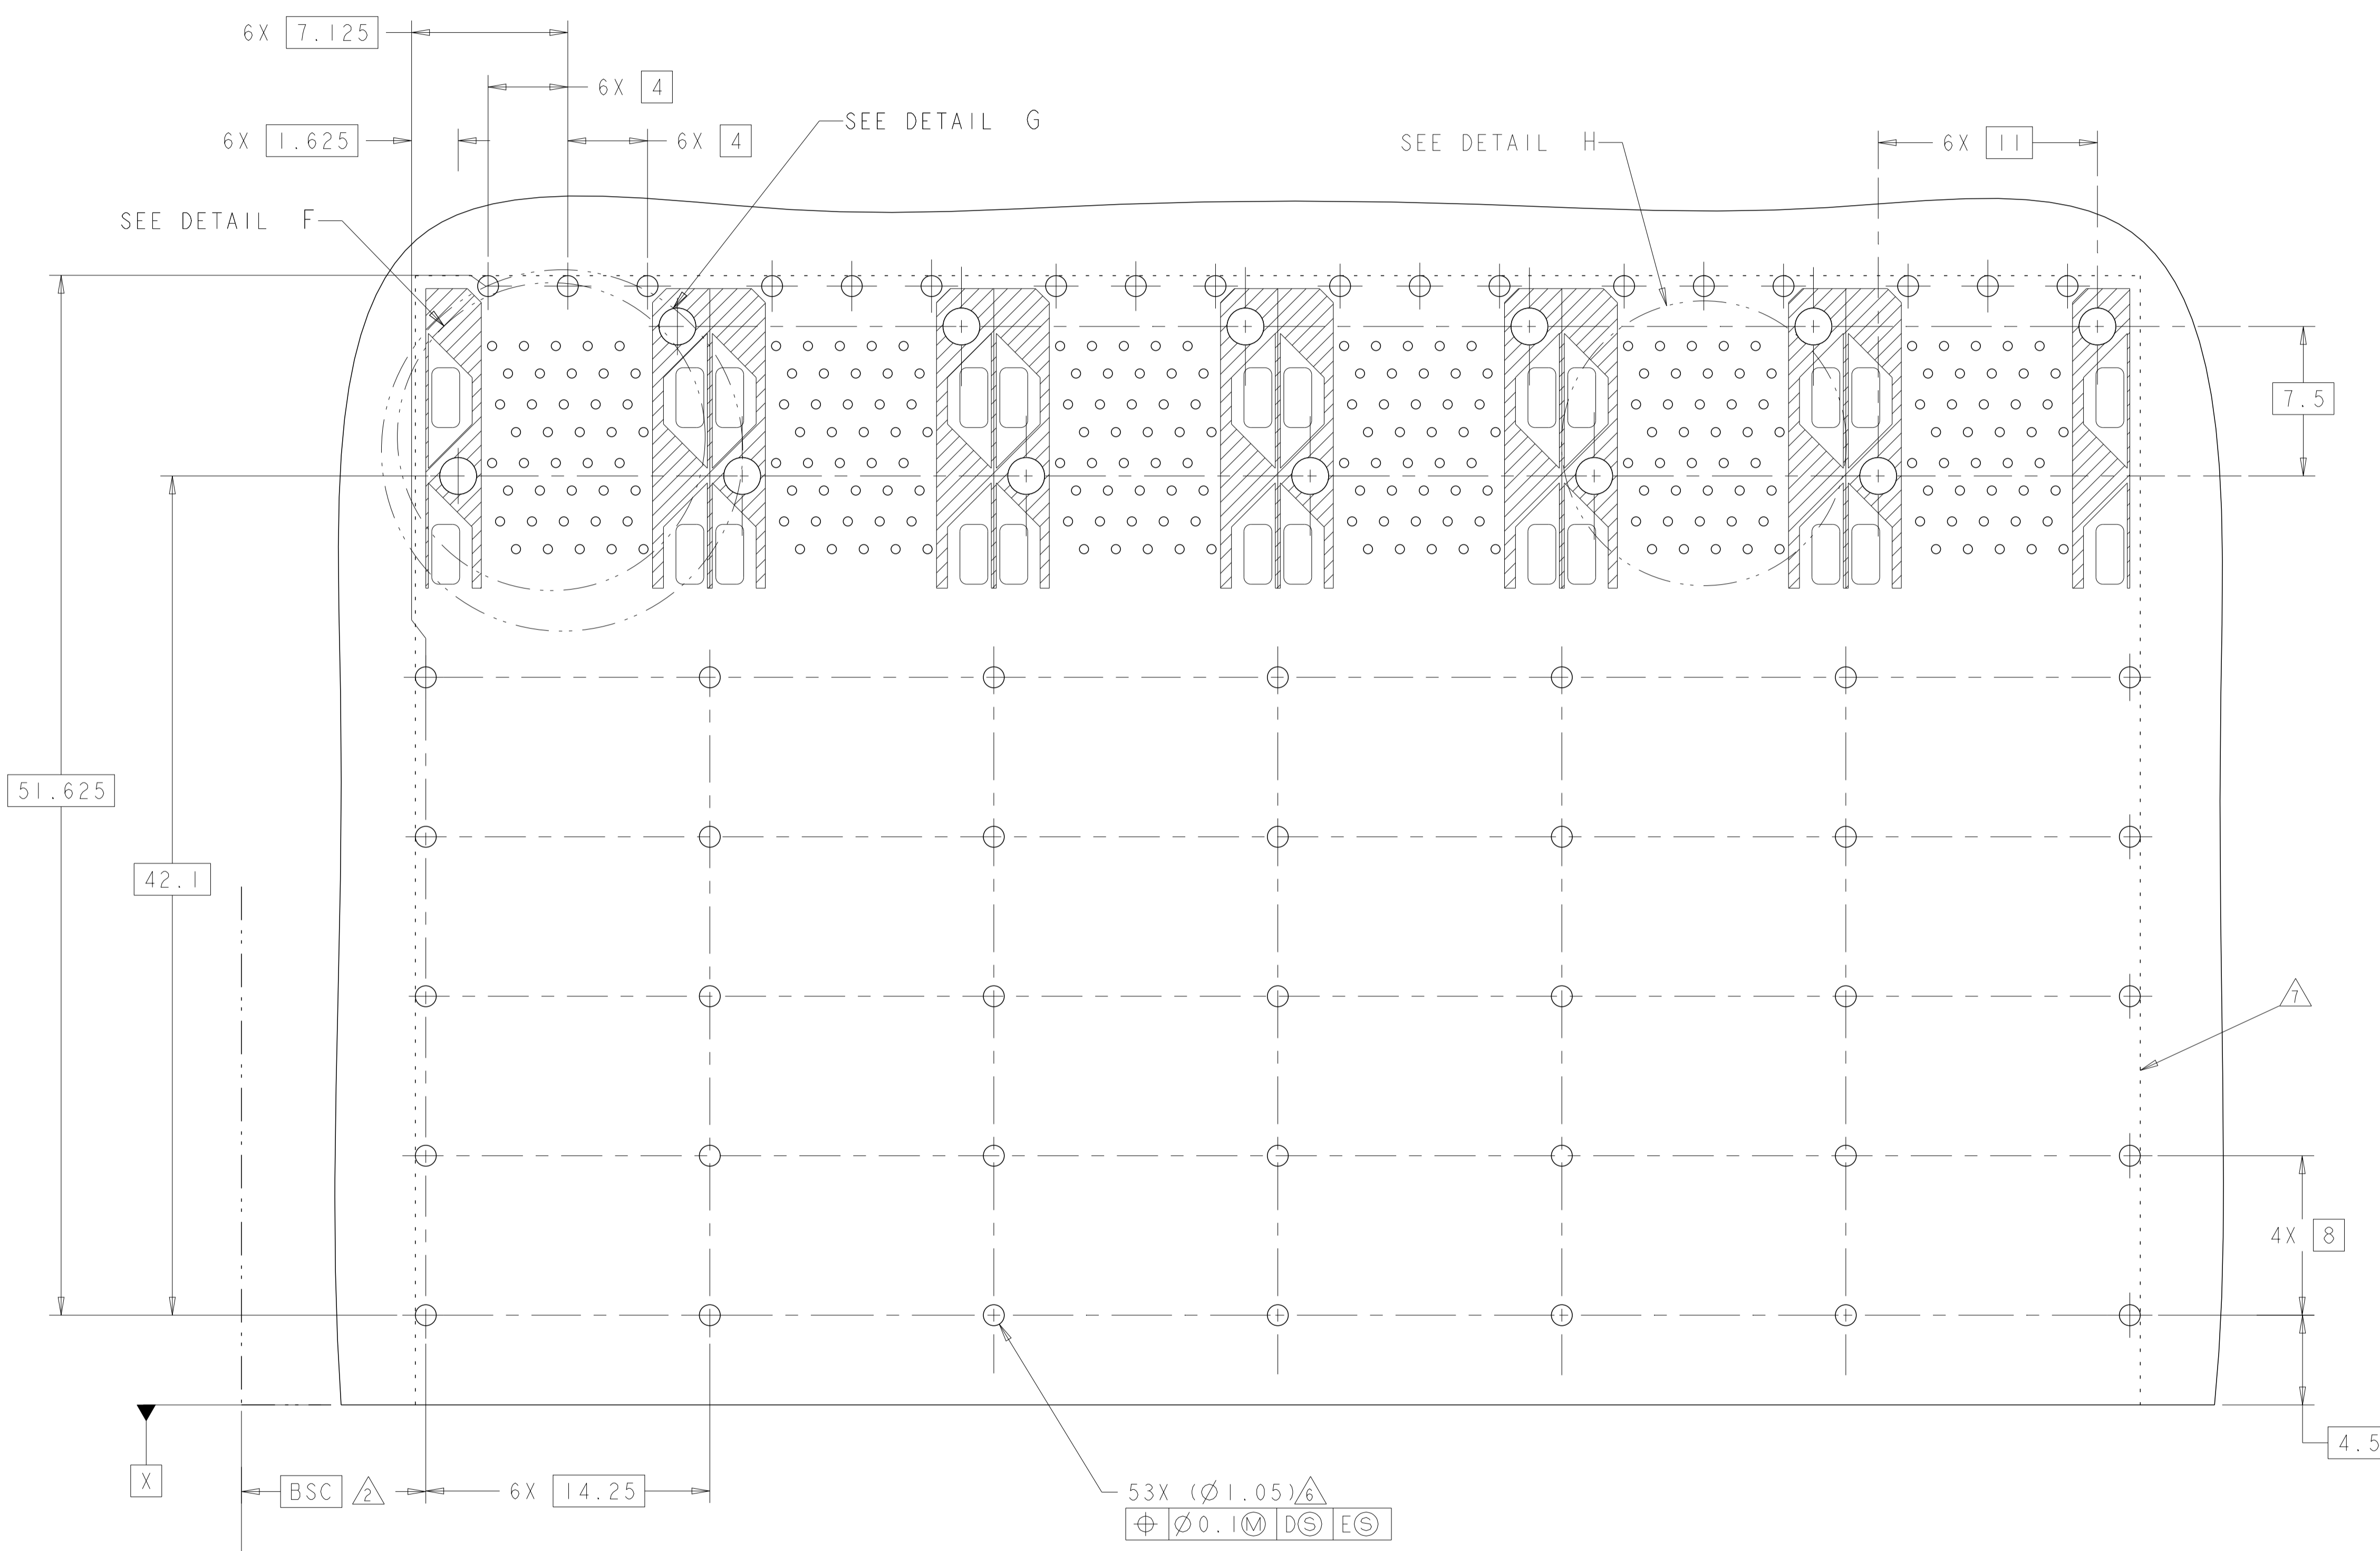 6X 7.125
6X 4
6X 1.625
6X 4
SEE DETAIL G
SEE DETAIL H
6X 11
SEE DETAIL F
7.5
51.625
42.1
7
4X 8
4.5
X
BSC 2
6X 14.25
53X (Ø1.05) 6
⌖ Ø0.1Ⓜ DⓈ EⓈ